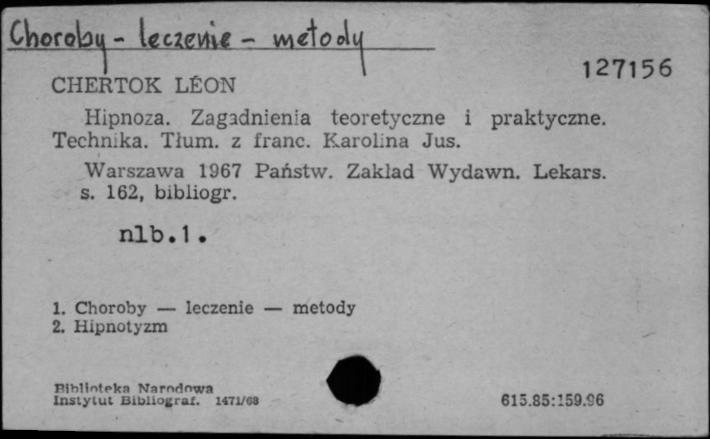 Choroby - leczenie - metody
127156
CHERTOK LÉON
Hipnoza. Zagadnienia teoretyczne i praktyczne.
Technika. Tłum. z franc. Karolina Jus.
Warszawa 1967 Państw. Zakład Wydawn. Lekars.
s. 162, bibliogr.
nlb.1.
1. Choroby — leczenie — metody
2. Hipnotyzm
Biblioteka Narodowa
Instytut Bibliograf. 1471/68
615.85:159.96